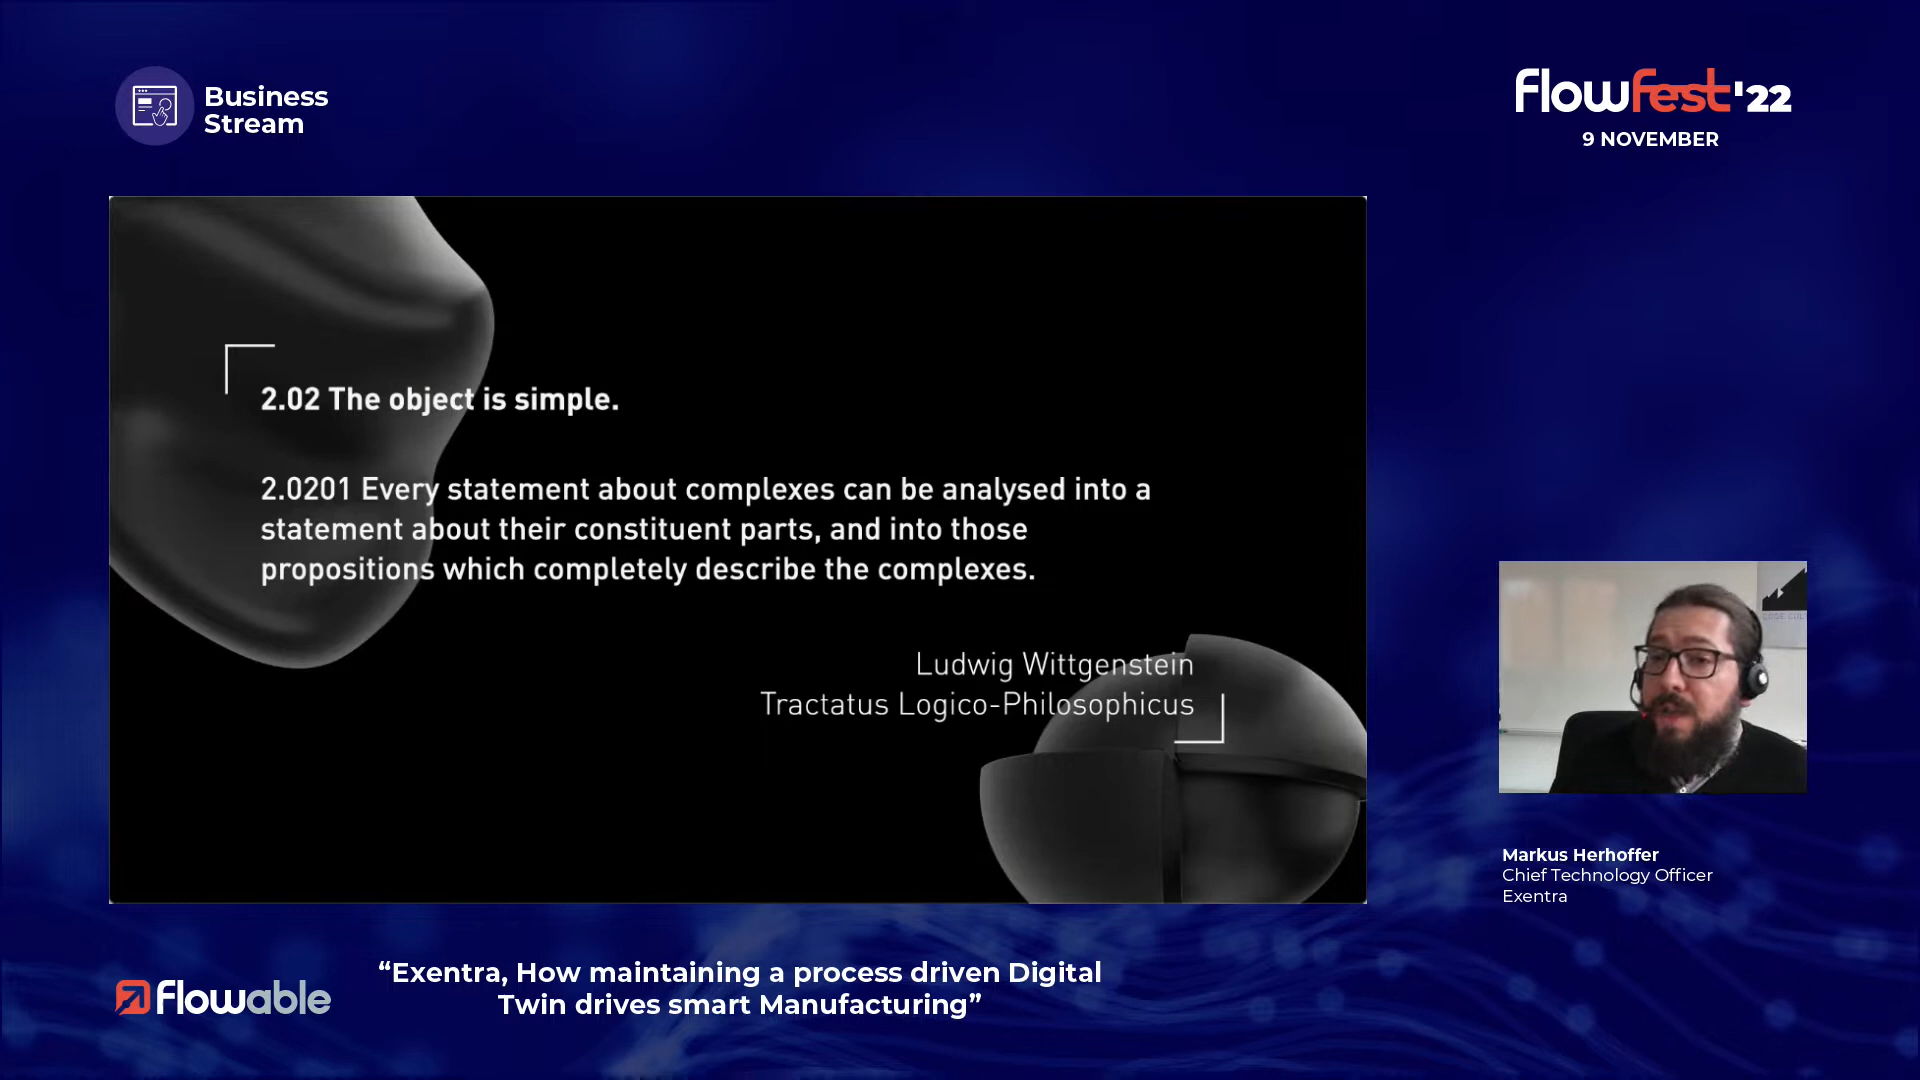 Business
Stream
flowfest'22
9 NOVEMBER
2.02 The object is simple.
2.0201 Every statement about complexes can be analysed into a
statement about their constituent parts, and into those
propositions which completely describe the complexes.
Ludwig Wittgenstein
Tractatus Logico-Philosophicus
Markus Herhoffer
Chief Technology Officer
Exentra
flowable
“Exentra, How maintaining a process driven Digital
Twin drives smart Manufacturing”